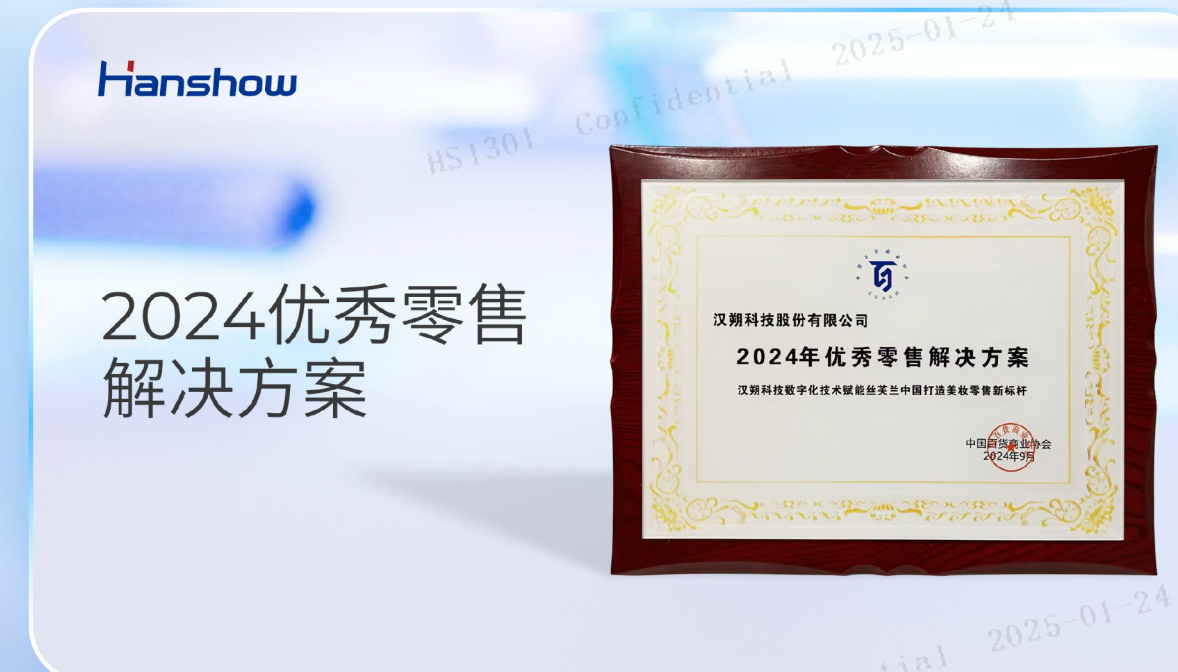 Hanshow
HS1301 Confidential 2025-01-24
2024优秀零售
解决方案
汉朔科技股份有限公司
2024年优秀零售解决方案
汉朔科技数字化技术赋能丝芙兰中国打造美妆零售新标杆
中国百货商业协会
2024年9月
tial 2025-01-24